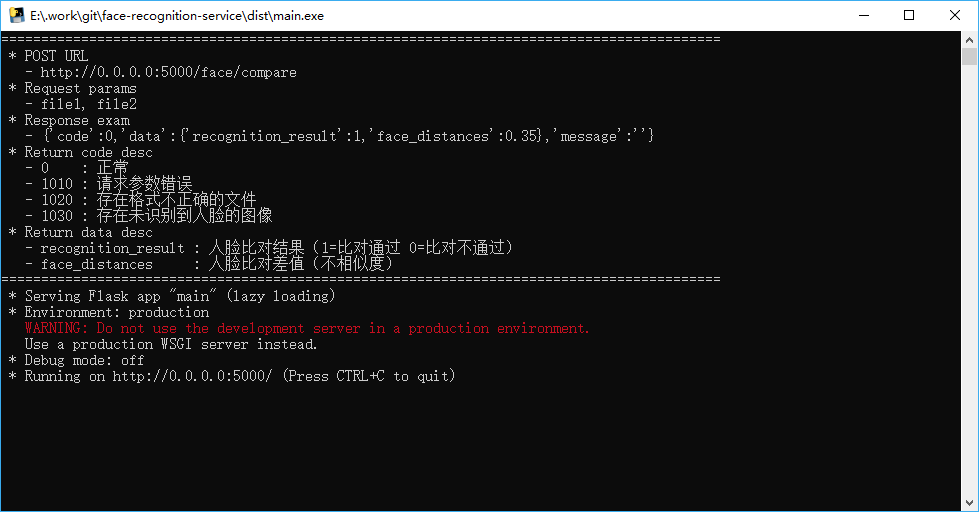 E:\.work\git\face-recognition-service\dist\main.exe
==========================================================================================
* POST URL
  - http://0.0.0.0:5000/face/compare
* Request params
  - file1, file2
* Response exam
  - {'code':0,'data':{'recognition_result':1,'face_distances':0.35},'message':''}
* Return code desc
  - 0    : 正常
  - 1010 : 请求参数错误
  - 1020 : 存在格式不正确的文件
  - 1030 : 存在未识别到人脸的图像
* Return data desc
  - recognition_result : 人脸比对结果（1=比对通过 0=比对不通过）
  - face_distances     : 人脸比对差值（不相似度）
==========================================================================================
* Serving Flask app "main" (lazy loading)
* Environment: production
  WARNING: Do not use the development server in a production environment.
  Use a production WSGI server instead.
* Debug mode: off
* Running on http://0.0.0.0:5000/ (Press CTRL+C to quit)